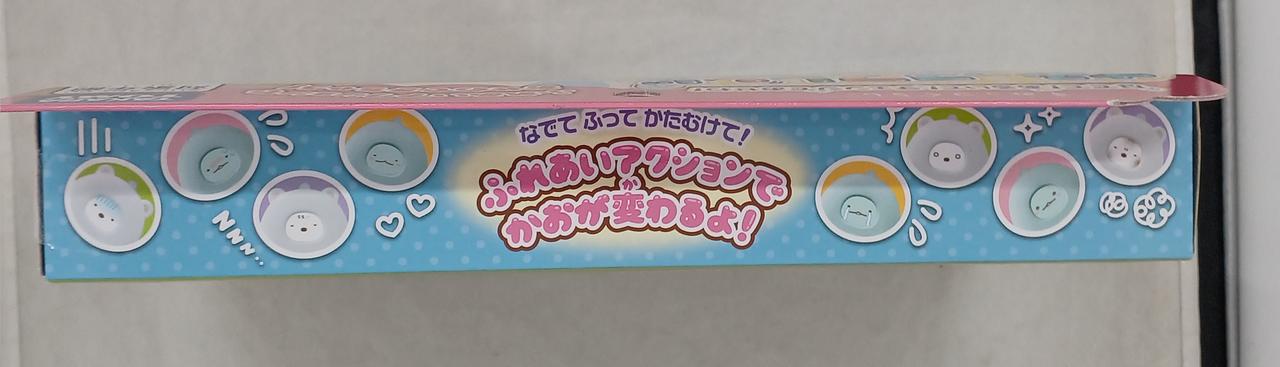 なでて ふって かたむけて!
ふれあいアクションで
かおが変わるよ!
NNN..